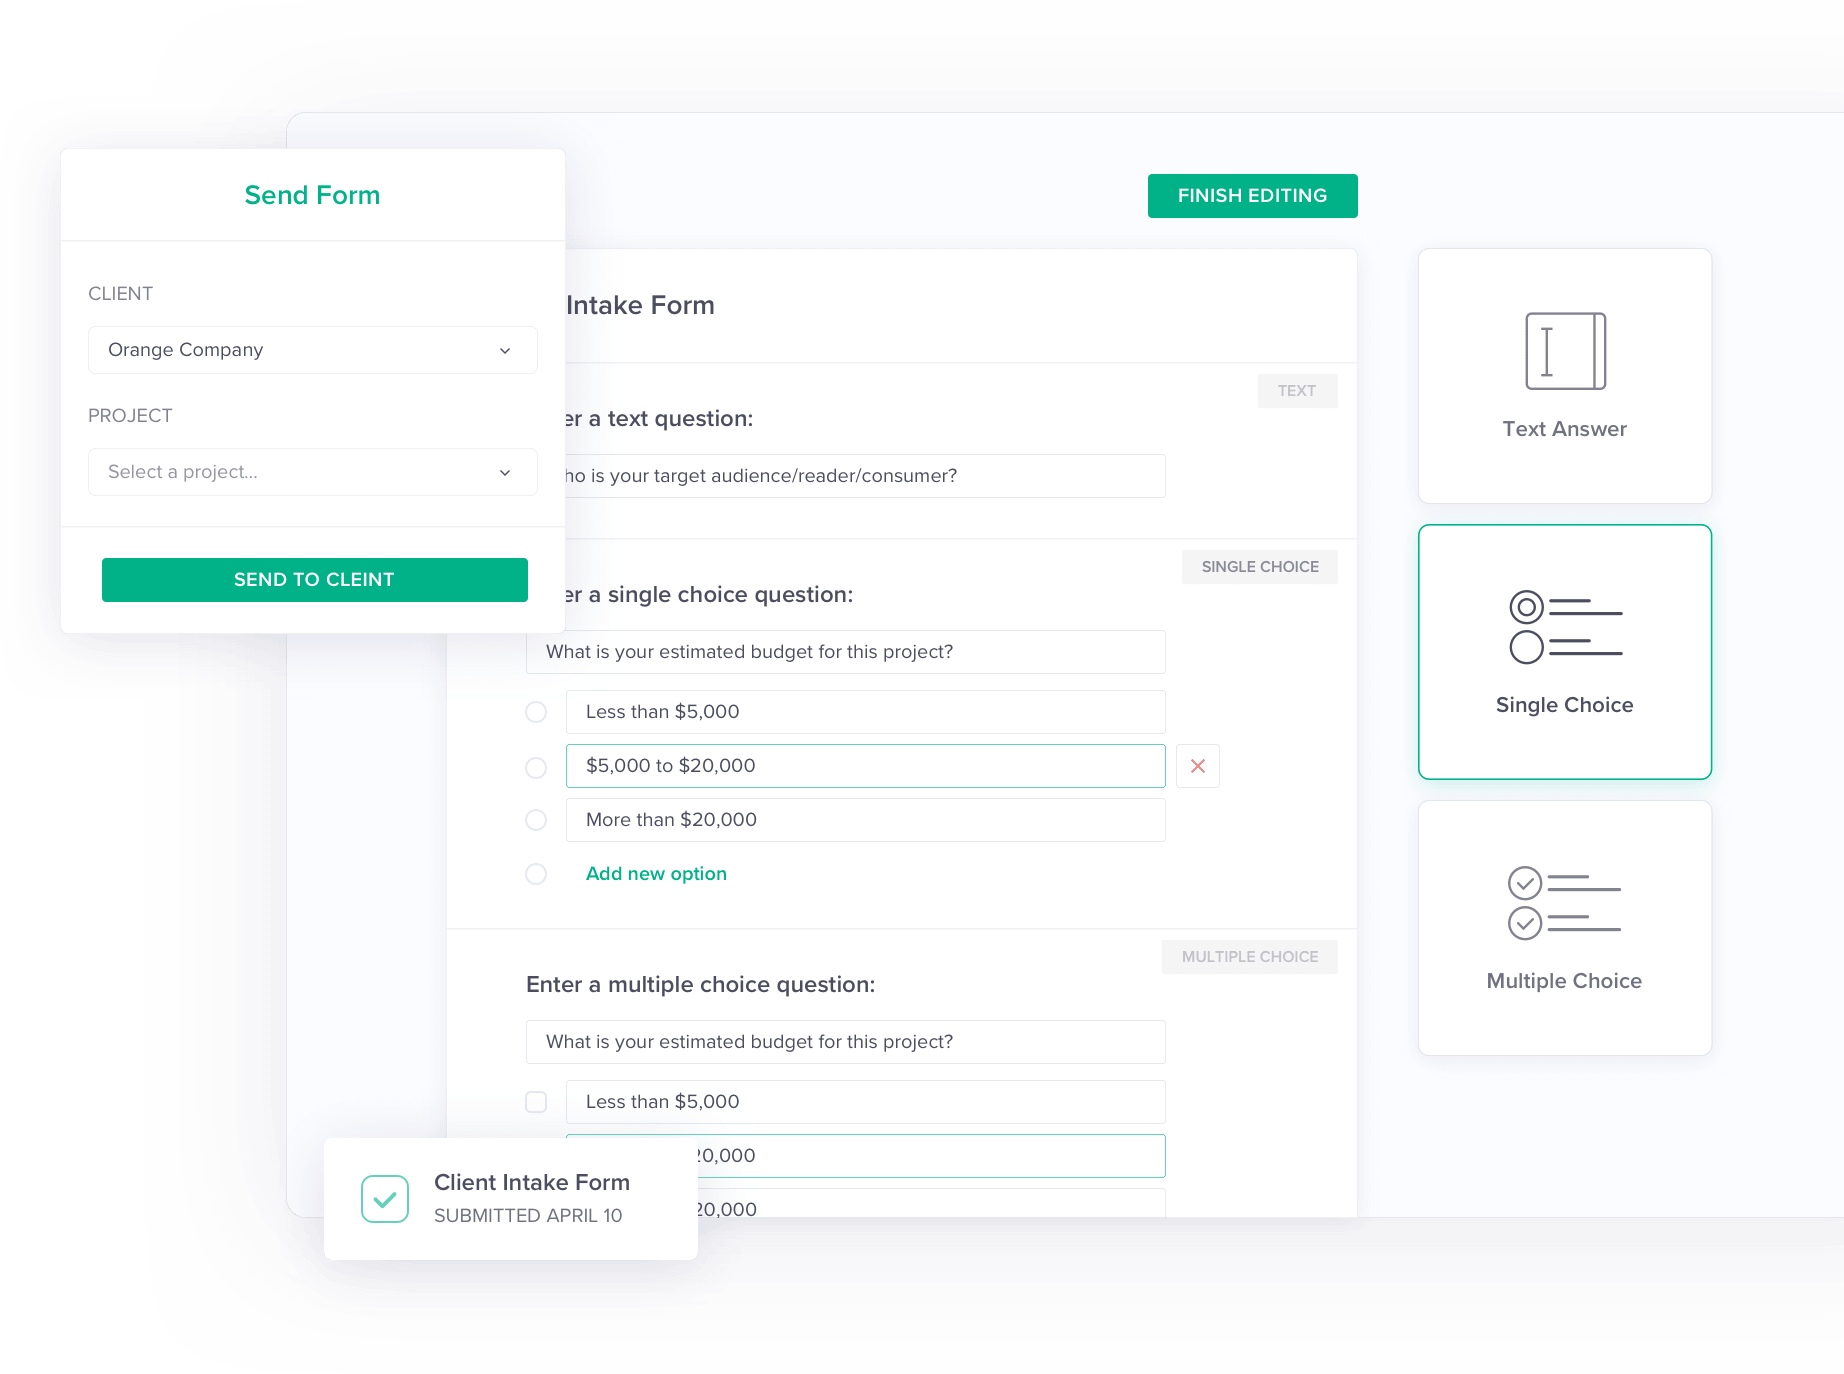 Send Form
CLIENT
Orange Company
PROJECT
Select a project...
SEND TO CLEINT
FINISH EDITING
Intake Form
TEXT
er a text question:
ho is your target audience/reader/consumer?
SINGLE CHOICE
er a single choice question:
What is your estimated budget for this project?
Less than $5,000
$5,000 to $20,000
More than $20,000
Add new option
MULTIPLE CHOICE
Enter a multiple choice question:
What is your estimated budget for this project?
Less than $5,000
20,000
20,000
Client Intake Form
SUBMITTED APRIL 10
Text Answer
Single Choice
Multiple Choice